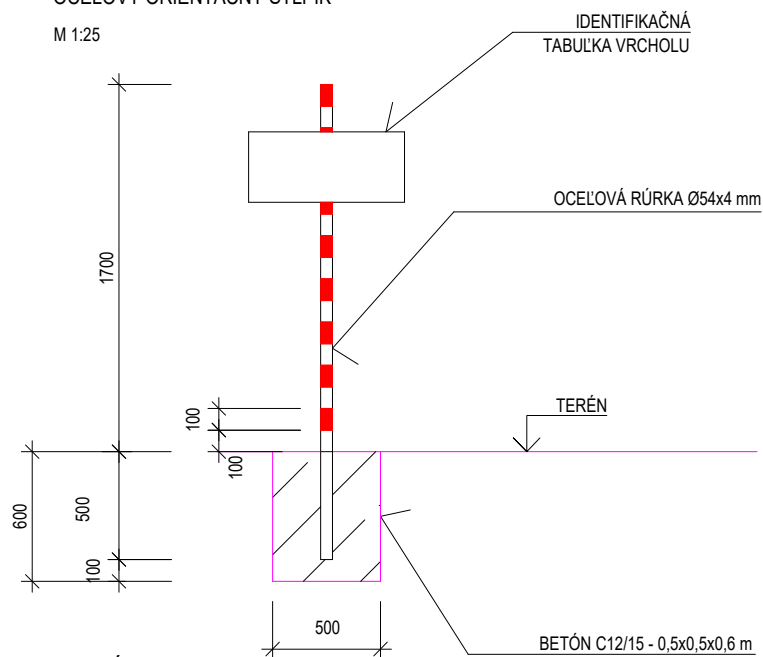 M 1:25
IDENTIFIKAČNÁ
TABUĽKA VRCHOLU
OCEĽOVÁ RÚRKA Ø54x4 mm
1700
100
TERÉN
100
600
500
100
500
BETÓN C12/15 - 0,5x0,5x0,6 m